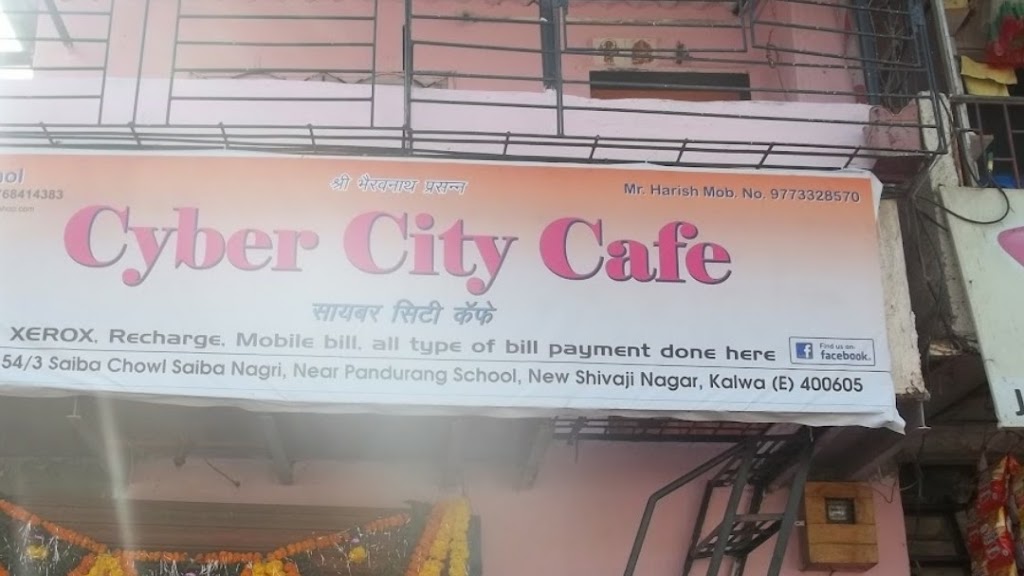 श्री भैरवनाथ प्रसन्न
Mr. Harish Mob. No. 9773328570
768414383
Cyber City Cafe
सायबर सिटी कॅफे
XEROX, Recharge, Mobile bill, all type of bill payment done here
Find us on:
facebook.
54/3 Saiba Chowl Saiba Nagri, Near Pandurang School, New Shivaji Nagar, Kalwa (E) 400605